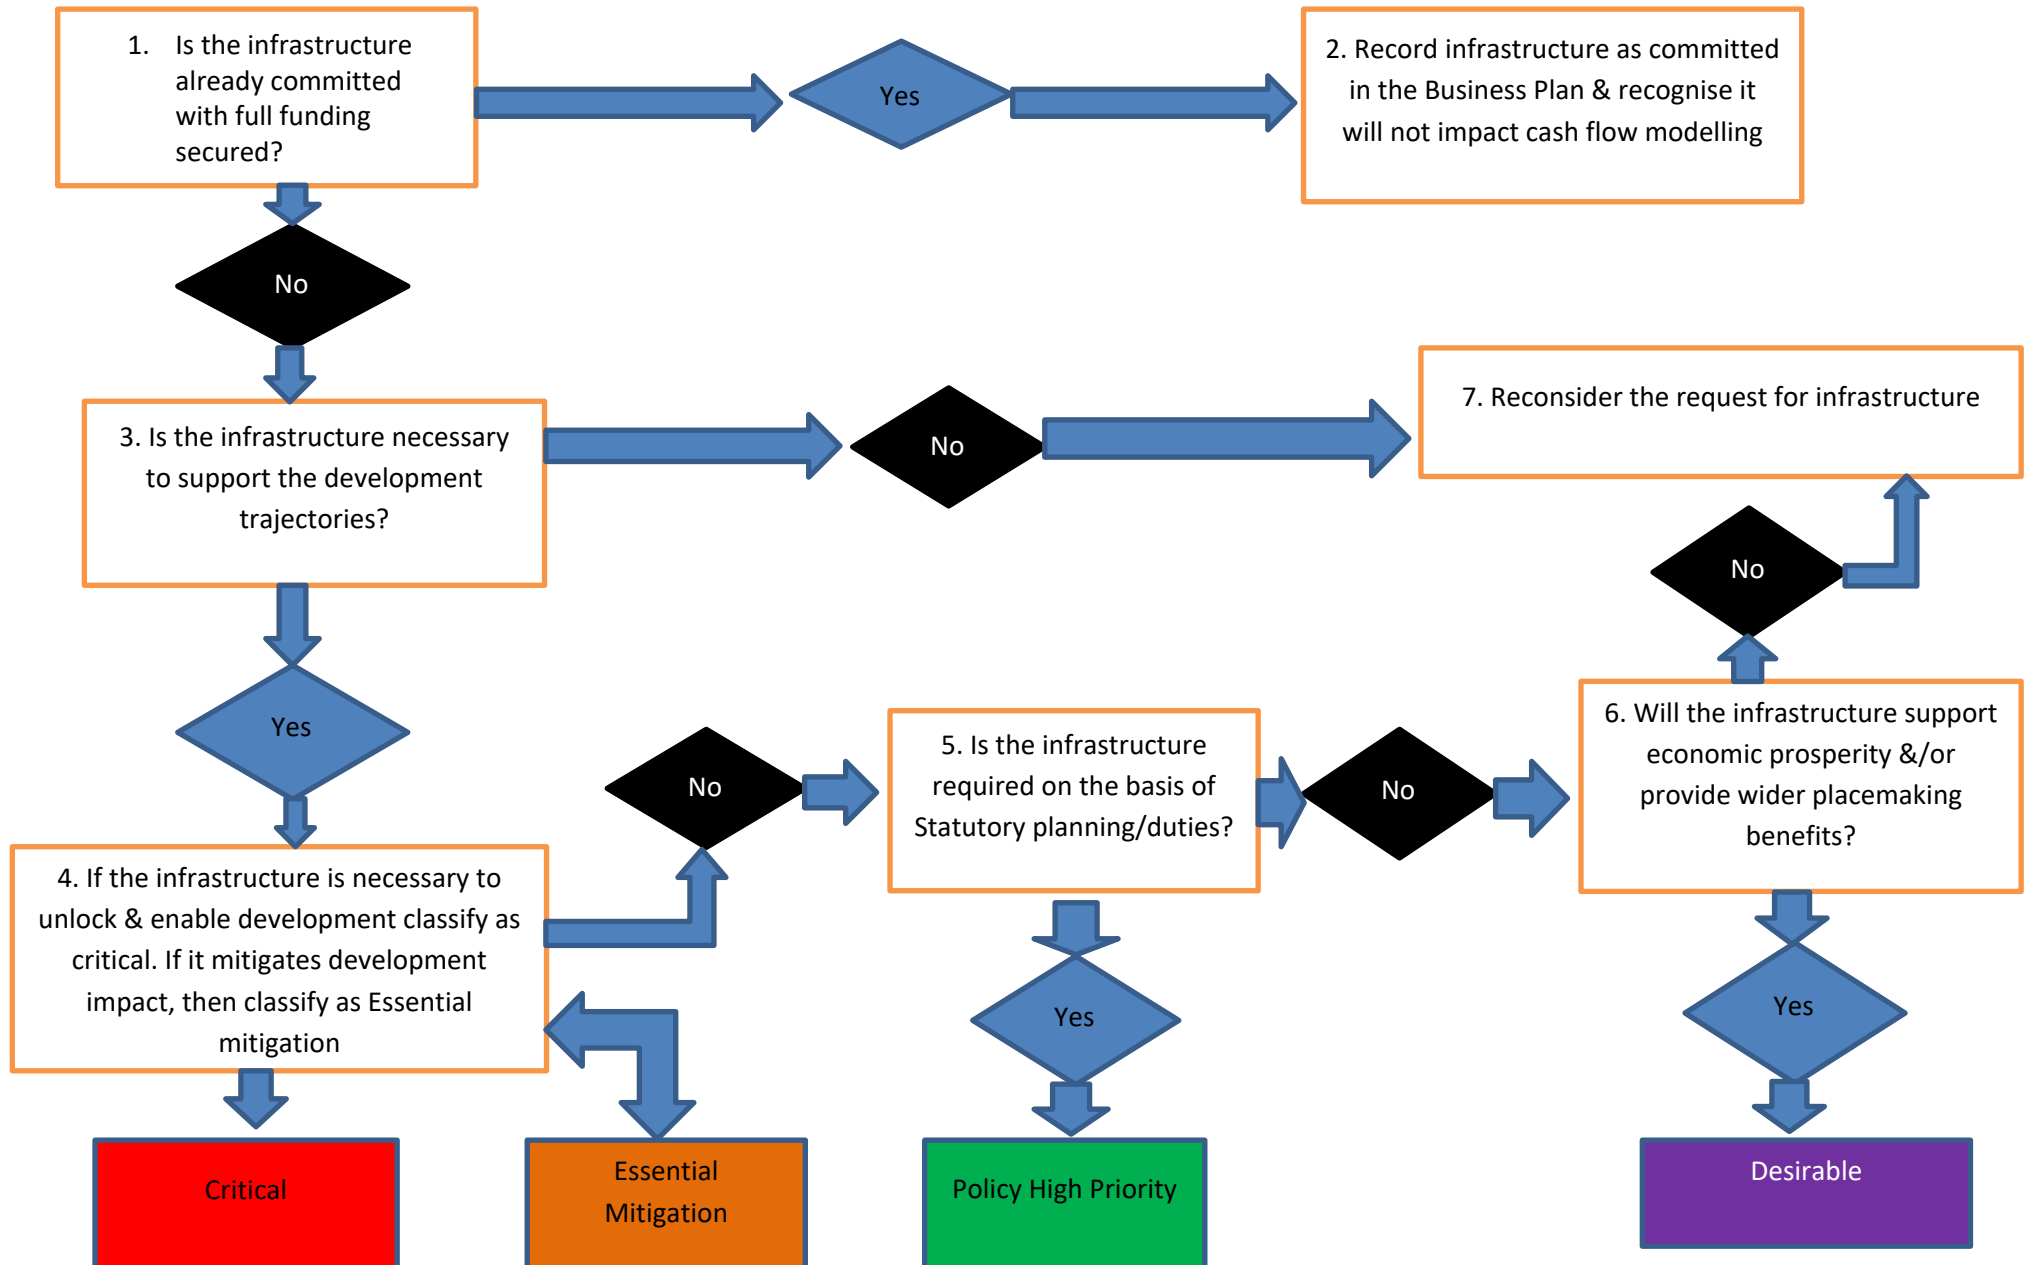 1. Is the infrastructure
already committed
with full funding
secured?
Yes
2. Record infrastructure as committed
in the Business Plan & recognise it
will not impact cash flow modelling
No
3. Is the infrastructure necessary
to support the development
trajectories?
No
7. Reconsider the request for infrastructure
No
Yes
4. If the infrastructure is necessary to
unlock & enable development classify as
critical. If it mitigates development
impact, then classify as Essential
mitigation
No
5. Is the infrastructure
required on the basis of
Statutory planning/duties?
No
6. Will the infrastructure support
economic prosperity &/or
provide wider placemaking
benefits?
Yes
Yes
Critical
Essential
Mitigation
Policy High Priority
Desirable